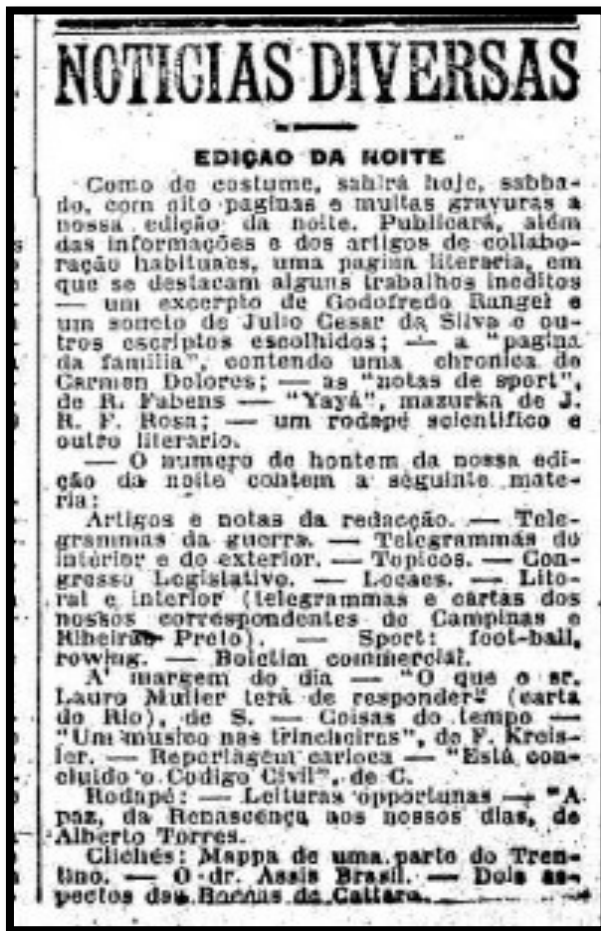 NOTICIAS DIVERSAS
EDIÇÃO DA NOITE
Como de costume, sahirá hoje, sabba-
do, com oito paginas e muitas gravuras a
nossa edição da noite. Publicará, além
das informações e dos artigos de collabo-
ração habituaes, uma pagina literaria, em
que se destacam alguns trabalhos ineditos
— um excerpto de Godofredo Rangel e
um soneto de Julio Cesar da Silva e ou-
tros escriptos escolhidos; — a "pagina
da familia", contendo uma chronica de
Carmen Dolores; — as "notas de sport",
de R. Fabens — "Yayá", mazurka de J.
R. F. Rosa; — um rodapé scientifico e
outro literario.
— O numero de hontem da nossa edi-
ção da noite contem a seguinte mate-
ria:
Artigos e notas da redacção. — Tele-
grammas da guerra. — Telegrammas do
interior e do exterior. — Topicos. — Con-
gresso Legislativo. — Locaes. — Lito-
ral e interior (telegrammas e cartas dos
nossos correspondentes de Campinas e
Ribeirão Preto). — Sport: foot-ball,
rowing. — Boletim commercial.
A' margem do dia — "O que o sr.
Lauro Muller terá de responder" (carta
do Rio), de S. — Coisas do tempo —
"Um musico nas trincheiras", de F. Kreis-
ler. — Reportagem carioca — "Está con-
cluido o Codigo Civil", de C.
Rodapé: — Leituras opportunas — "A
paz, da Renascença aos nossos dias, de
Alberto Torres.
Clichés: Mappa de uma parte do Tren-
tino. — O dr. Assis Brasil. — Dois as-
pectos das Boccas de Cattaro.